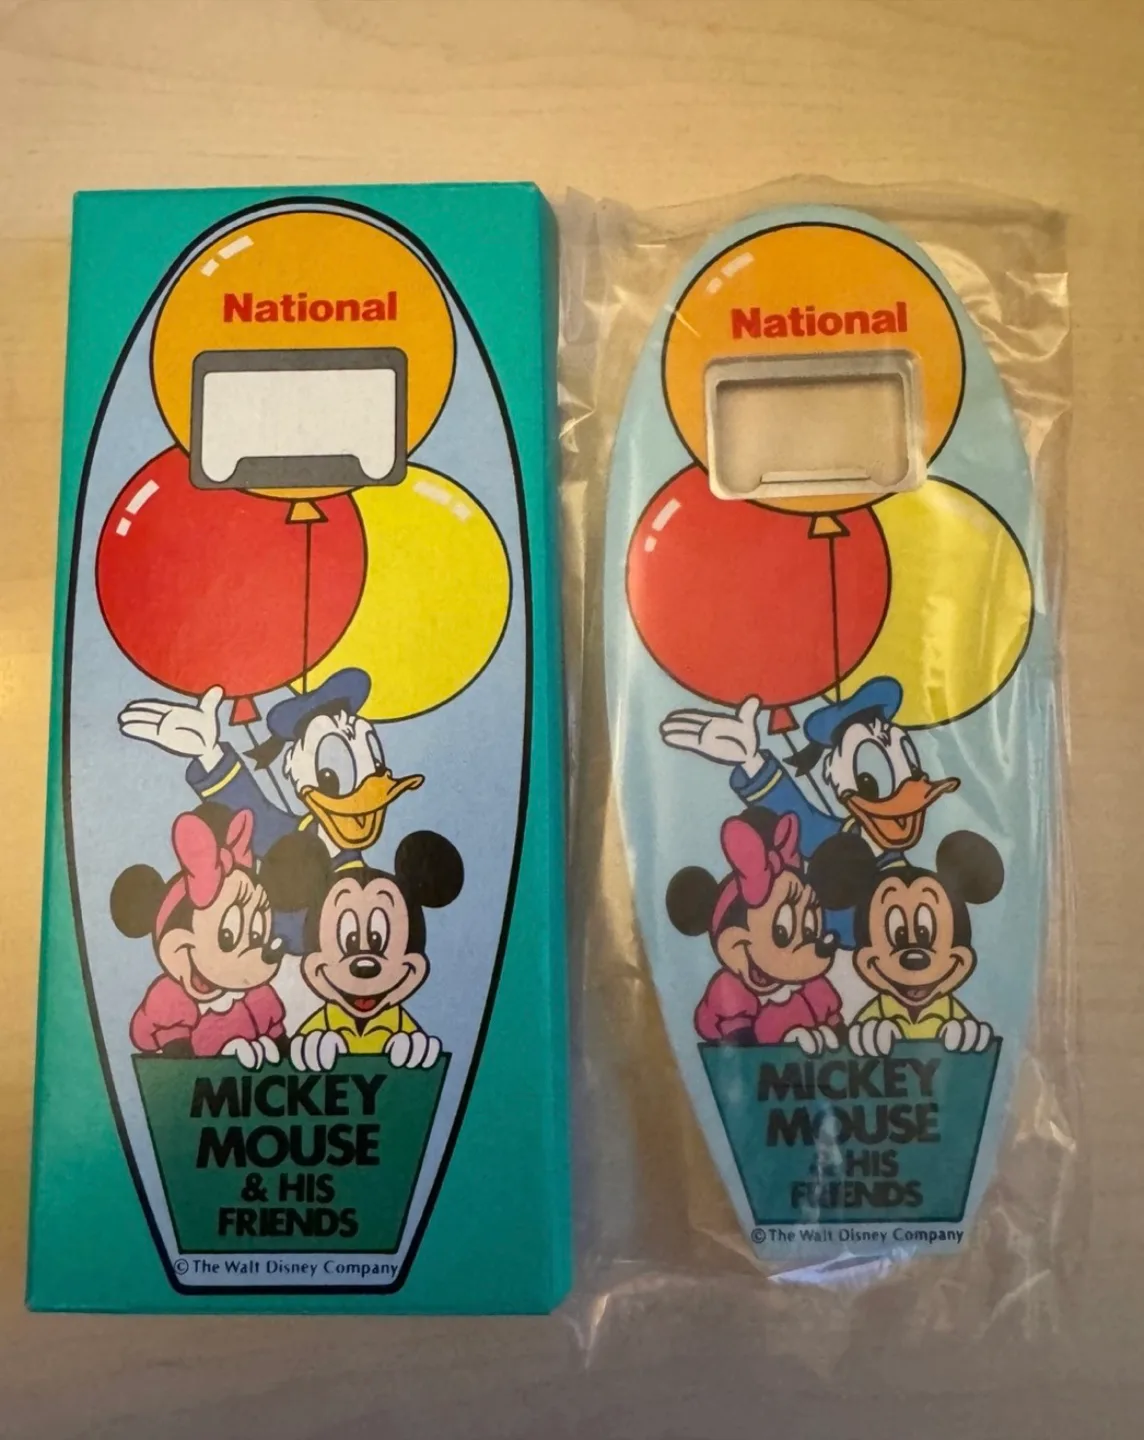 National
MICKEY
MOUSE
& HIS
FRIENDS
© The Walt Disney Company
National
MICKEY
MOUSE
& HIS
FRIENDS
© The Walt Disney Company